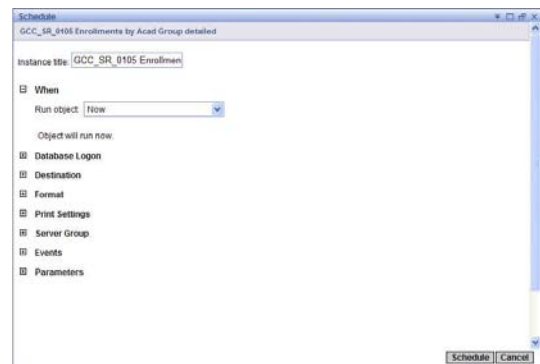 Schedule
GCC_SR_0105 Enrollments by Acad Group detailed
Instance title: GCC_SR_0105 Enrollmen
When
Run object: Now
Object will run now.
Database Logon
Destination
Format
Print Settings
Server Group
Events
Parameters
Schedule Cancel